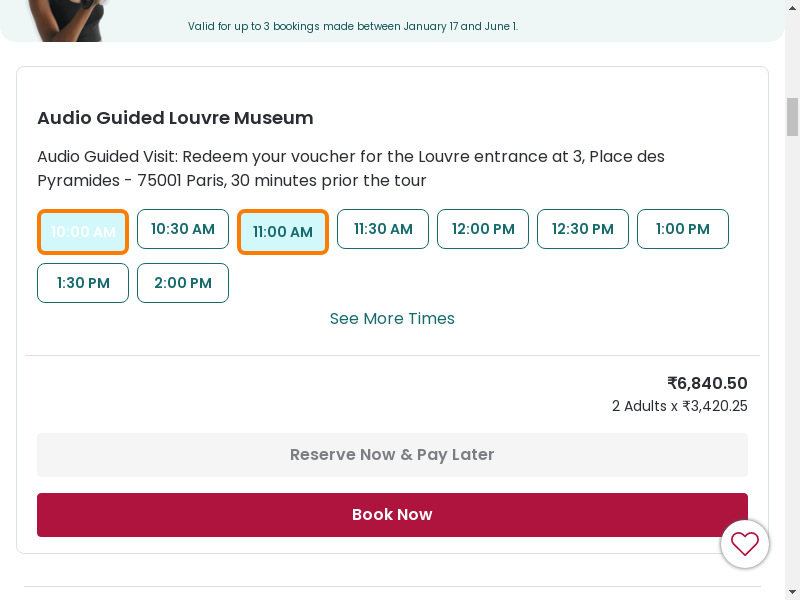 Valid for up to 3 bookings made between January 17 and June 1.
Audio Guided Louvre Museum
Audio Guided Visit: Redeem your voucher for the Louvre entrance at 3, Place des
Pyramides - 75001 Paris, 30 minutes prior the tour
10:00 AM 10:30 AM 11:00 AM 11:30 AM 12:00 PM 12:30 PM 1:00 PM
1:30 PM 2:00 PM
See More Times
₹6,840.50
2 Adults x ₹3,420.25
Reserve Now & Pay Later
Book Now